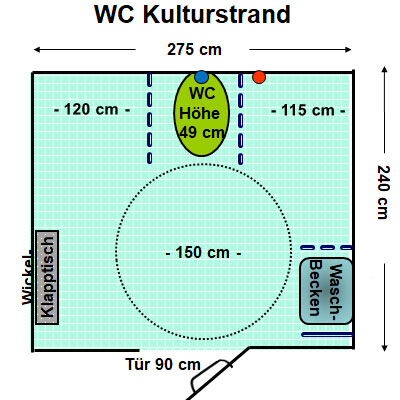 WC Kulturstrand
275 cm
- 120 cm -
WC
Höhe
49 cm
- 115 cm -
240 cm
- 150 cm -
Wickel-
Klapptisch
Wasch-
Becken
Tür 90 cm